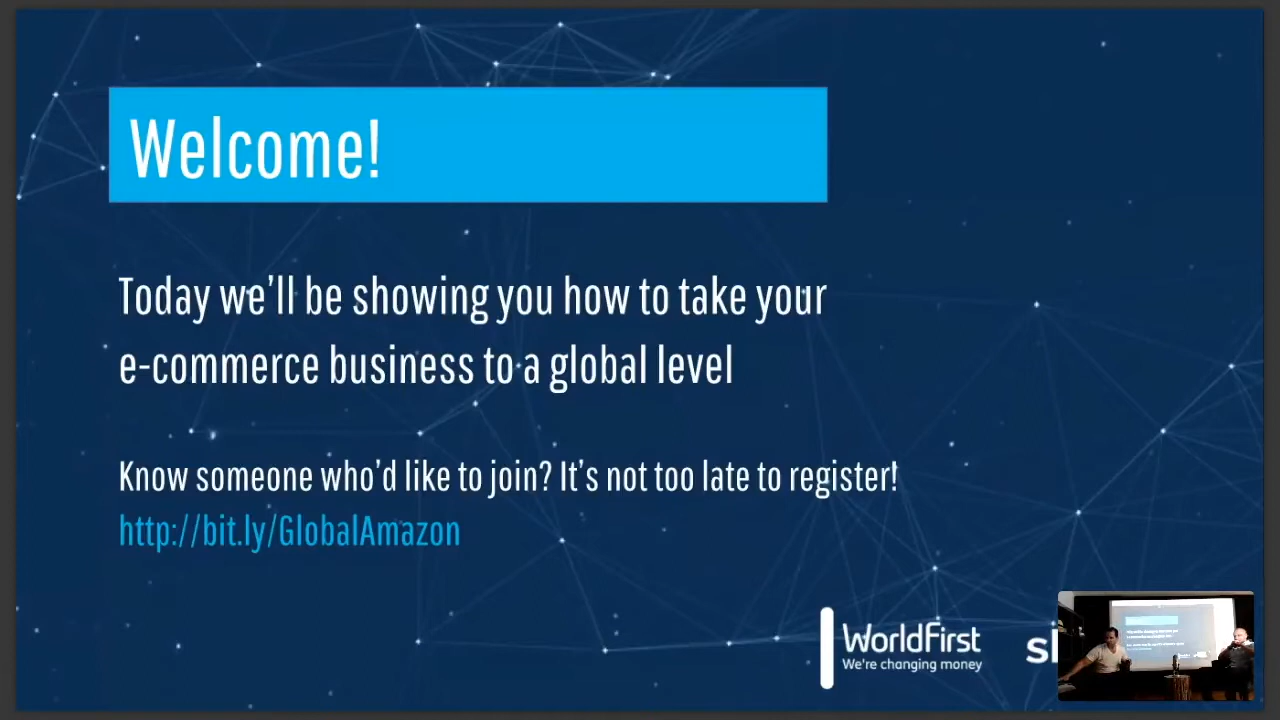 Welcome!
Today we'll be showing you how to take your
e-commerce business to a global level
Know someone who'd like to join? It's not too late to register!
http://bit.ly/GlobalAmazon
WorldFirst
We're changing money